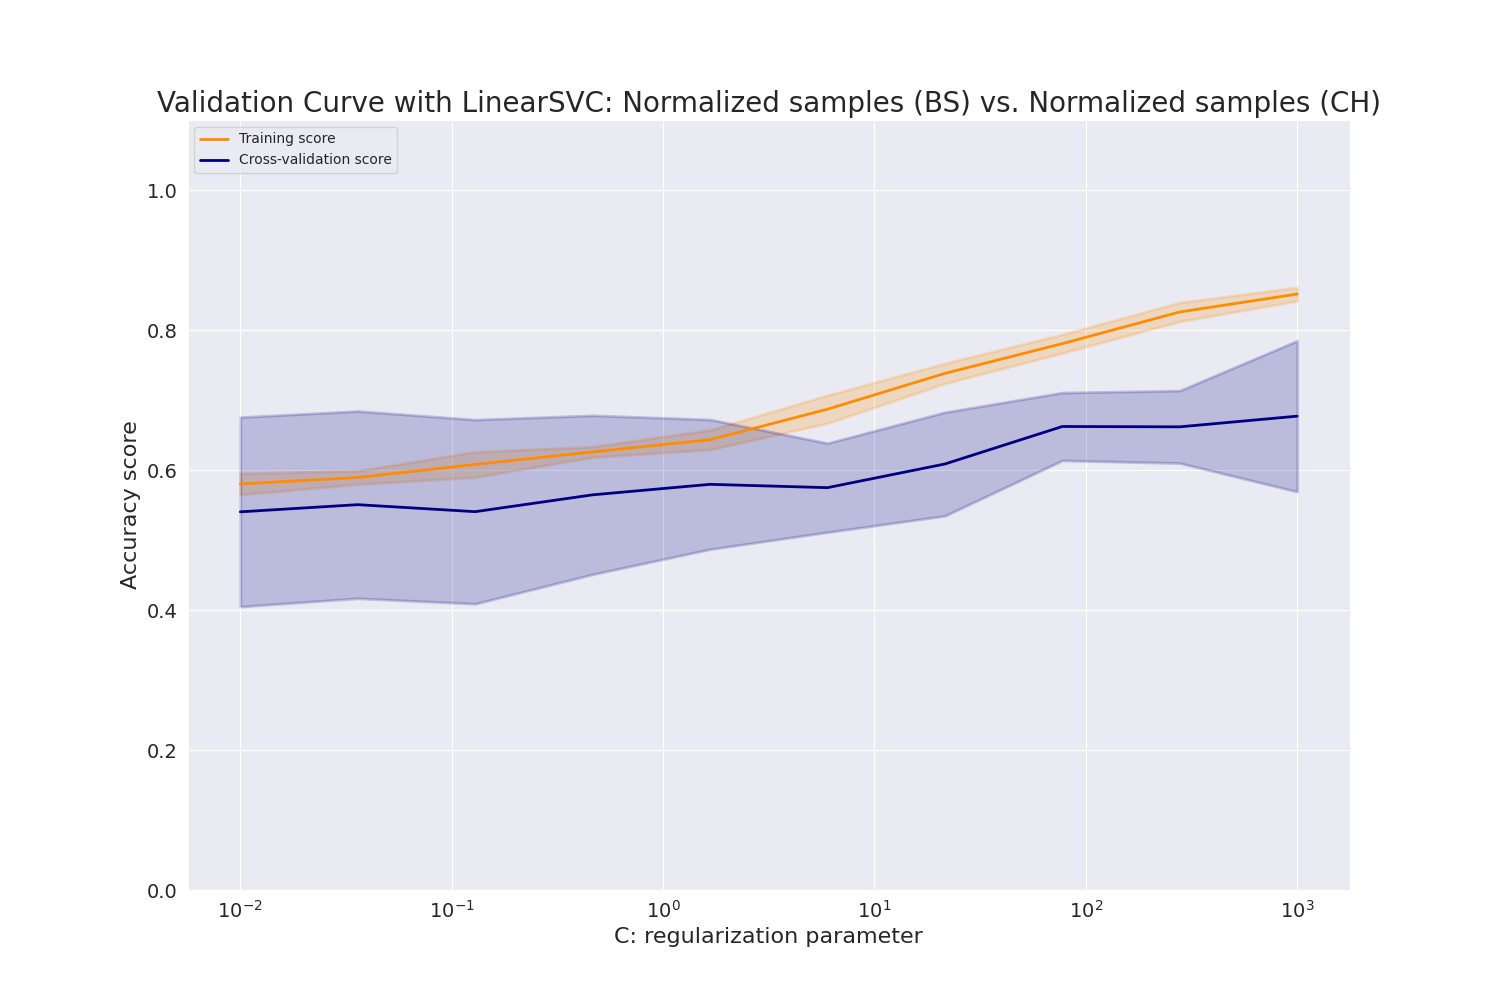 Validation Curve with LinearSVC: Normalized samples (BS) vs. Normalized samples (CH)
Training score
Cross-validation score
1.0
0.8
0.6
0.4
0.2
0.0
Accuracy score
10⁻² 10⁻¹ 10⁰ 10¹ 10² 10³
C: regularization parameter